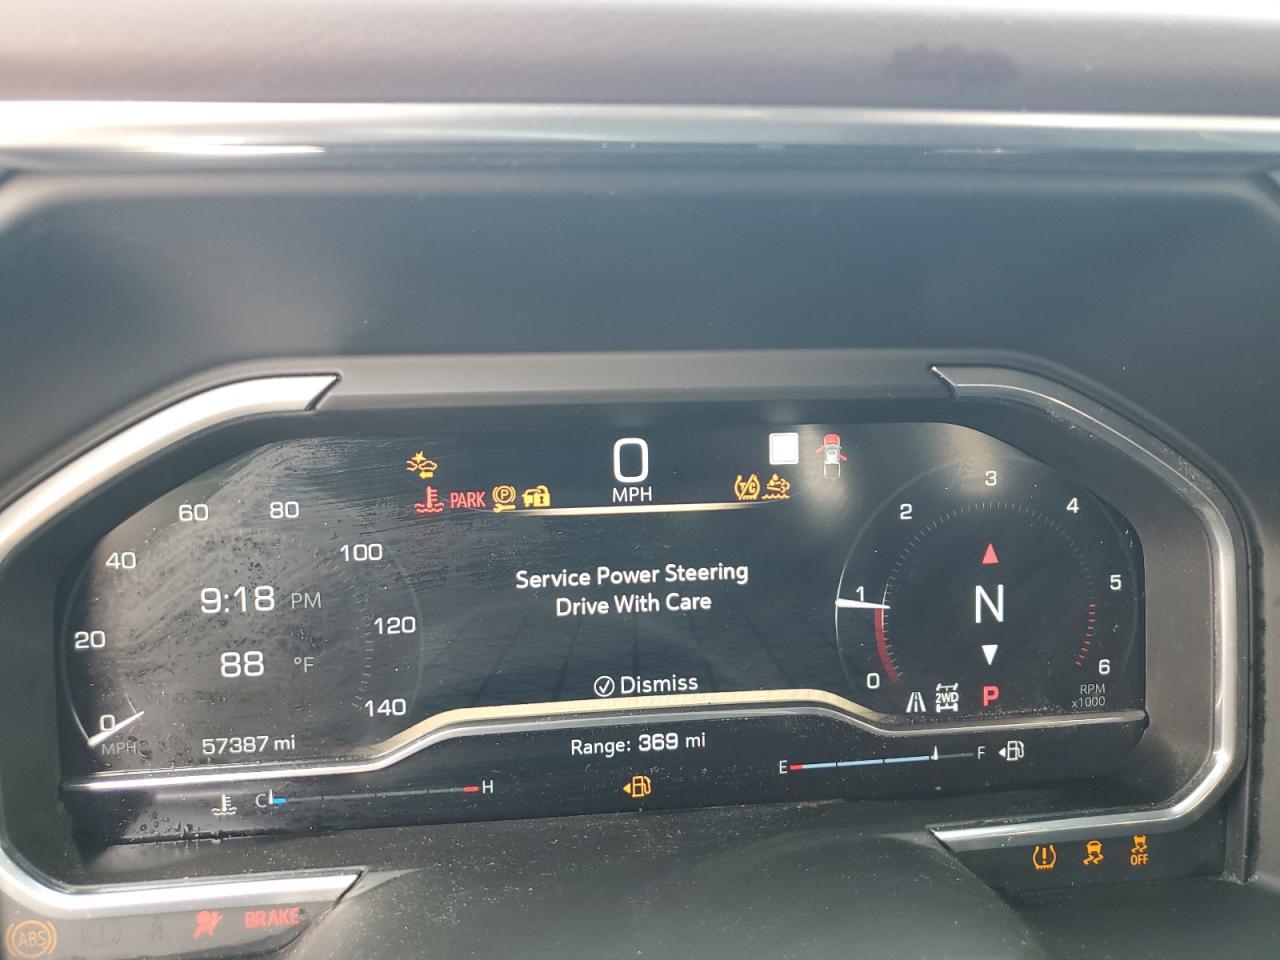 0
MPH
PARK P
60 80
40 100
20 120
0 140
MPH
9:18 PM
88 °F
57387 mi
Service Power Steering
Drive With Care
Dismiss
Range: 369 mi
C H
E F
0 1 2 3 4 5 6
N
P
2WD
RPM
x1000
ABS
BRAKE
OFF